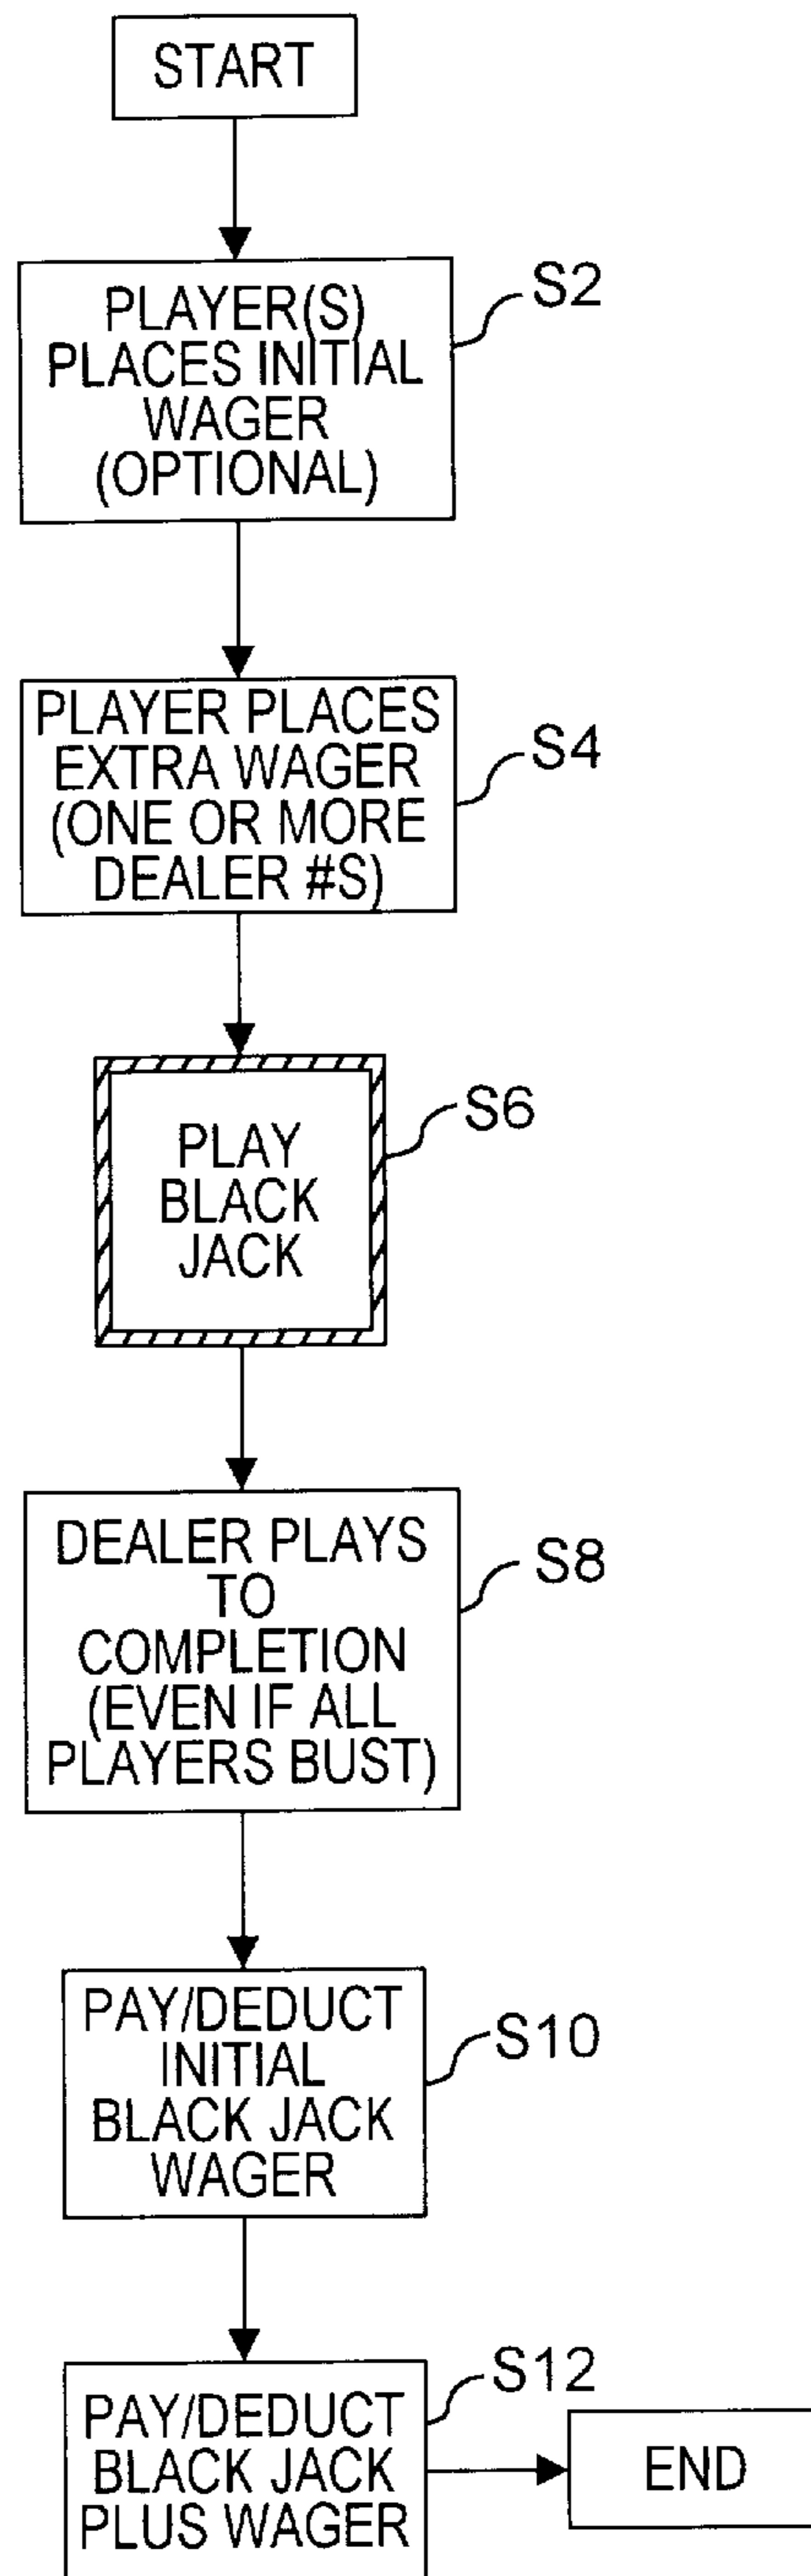 START
PLAYER(S)
PLACES INITIAL
WAGER
(OPTIONAL)
S2
PLAYER PLACES
EXTRA WAGER
(ONE OR MORE
DEALER #S)
S4
PLAY
BLACK
JACK
S6
DEALER PLAYS
TO
COMPLETION
(EVEN IF ALL
PLAYERS BUST)
S8
PAY/DEDUCT
INITIAL
BLACK JACK
WAGER
S10
PAY/DEDUCT
BLACK JACK
PLUS WAGER
S12
END